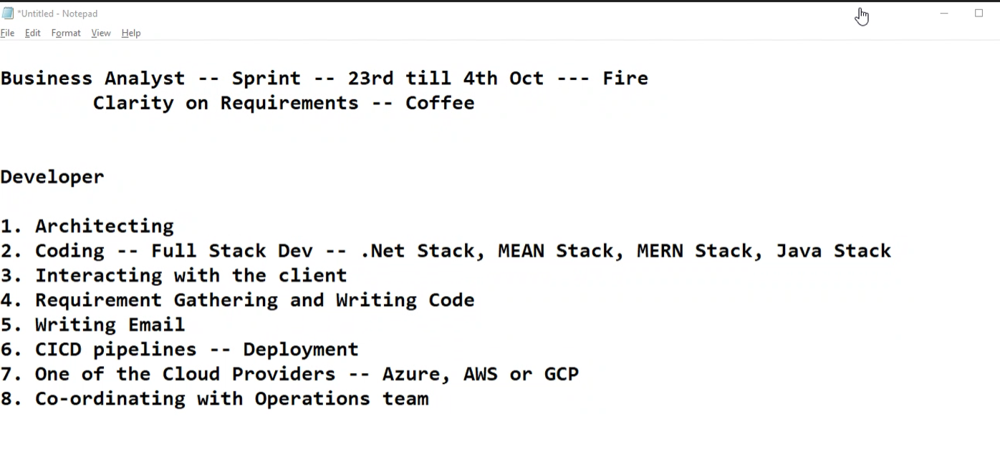 *Untitled - Notepad
File Edit Format View Help
Business Analyst -- Sprint -- 23rd till 4th Oct --- Fire
Clarity on Requirements -- Coffee
Developer
1. Architecting
2. Coding -- Full Stack Dev -- .Net Stack, MEAN Stack, MERN Stack, Java Stack
3. Interacting with the client
4. Requirement Gathering and Writing Code
5. Writing Email
6. CICD pipelines -- Deployment
7. One of the Cloud Providers -- Azure, AWS or GCP
8. Co-ordinating with Operations team